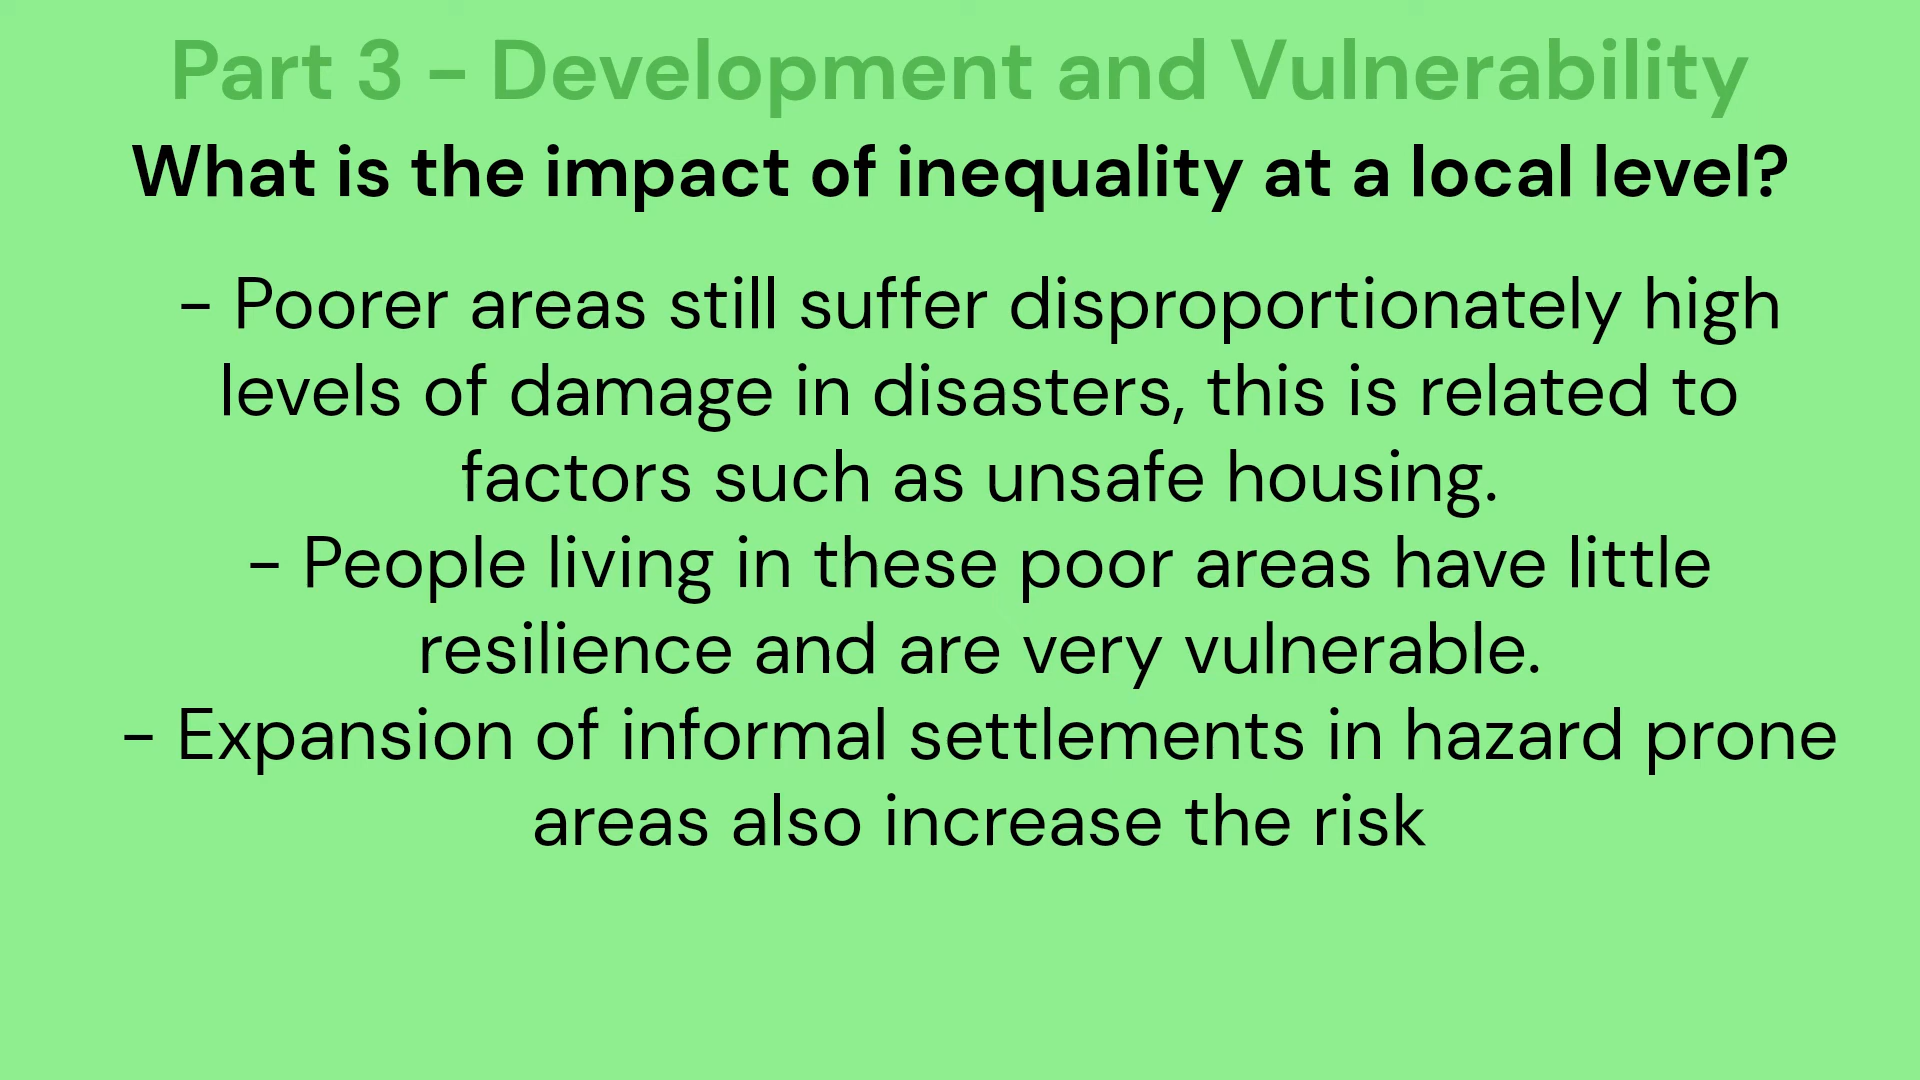 Part 3 - Development and Vulnerability
What is the impact of inequality at a local level?
- Poorer areas still suffer disproportionately high
levels of damage in disasters, this is related to
factors such as unsafe housing.
- People living in these poor areas have little
resilience and are very vulnerable.
- Expansion of informal settlements in hazard prone
areas also increase the risk